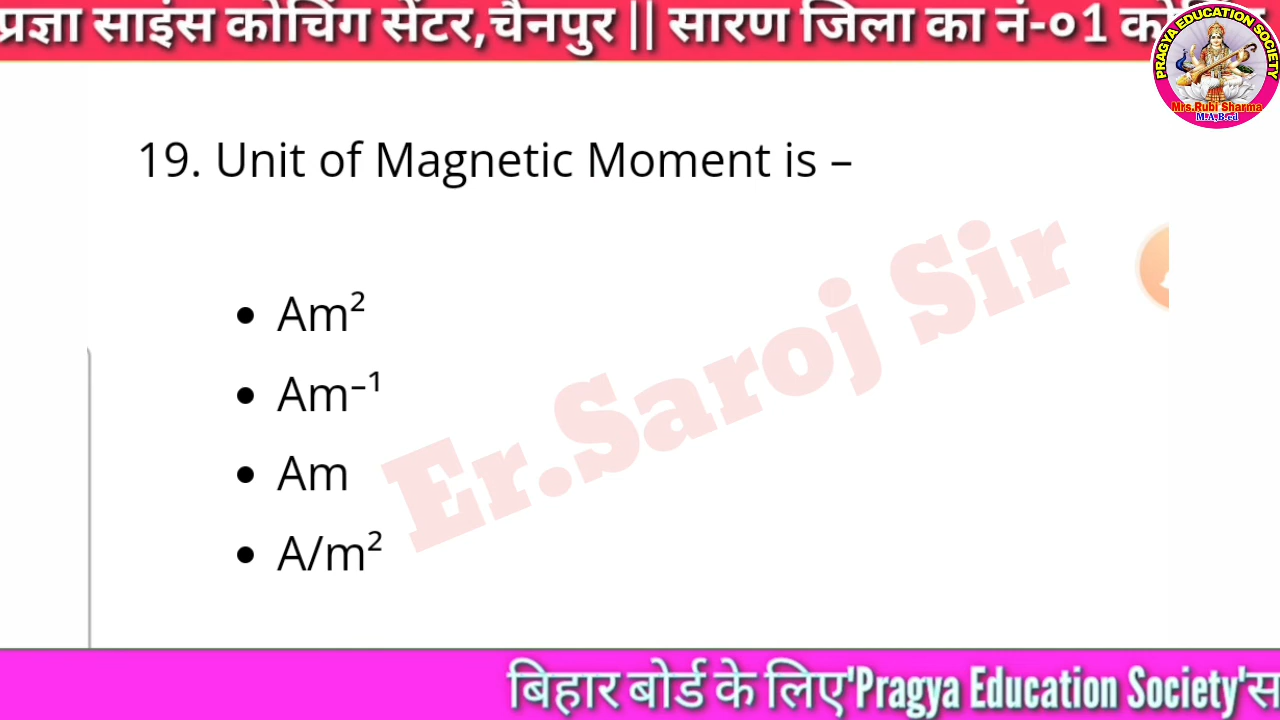 प्रज्ञा साइंस कोचिंग सेंटर,चैनपुर || सारण जिला का नं-०1
PRAGYA EDUCATION SOCIETY
Mrs.Rubi Sharma
M.A,B.ed
19. Unit of Magnetic Moment is –
• Am²
• Am⁻¹
• Am
• A/m²
Er.Saroj Sir
बिहार बोर्ड के लिए'Pragya Education Society'स